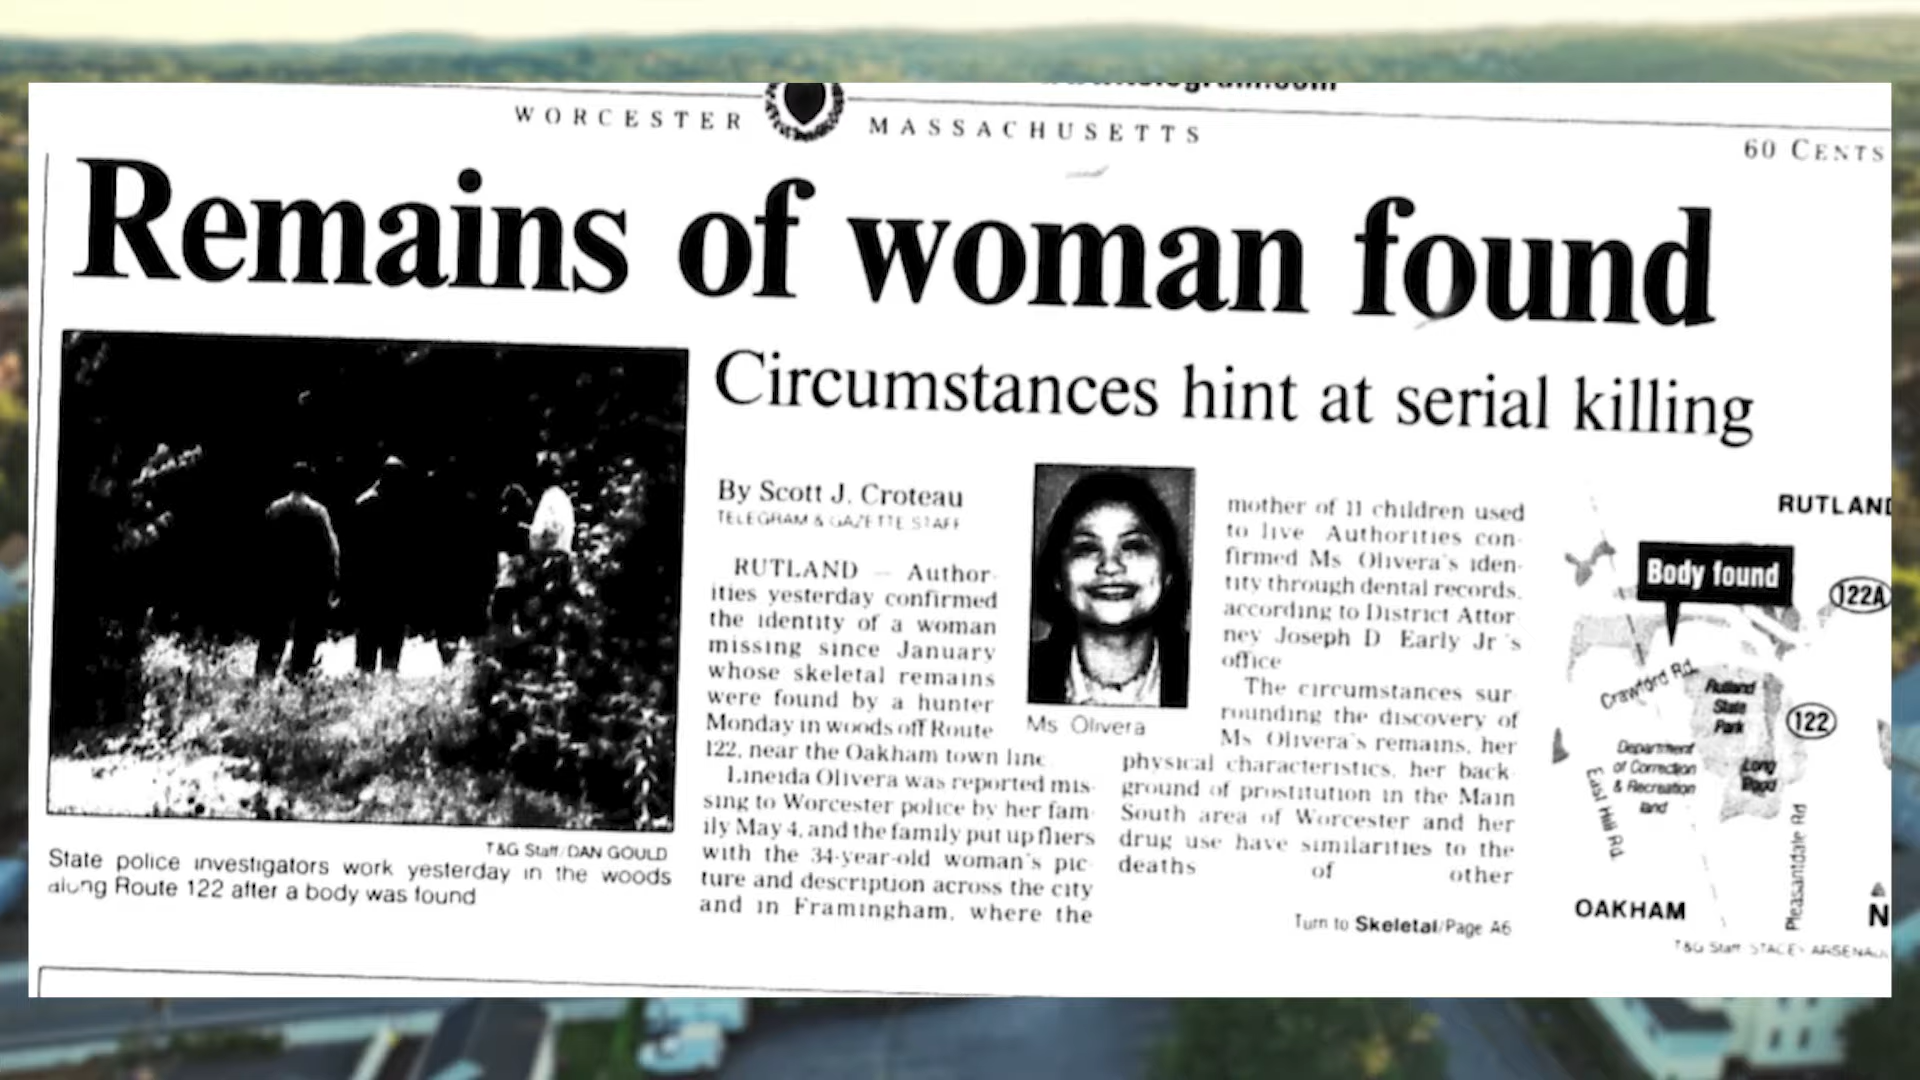 WORCESTER MASSACHUSETTS
60 CENTS
Remains of woman found
Circumstances hint at serial killing
T&G Staff/DAN GOULD
State police investigators work yesterday in the woods
along Route 122 after a body was found
By Scott J. Croteau
TELEGRAM & GAZETTE STAFF
RUTLAND — Author-
ities yesterday confirmed
the identity of a woman
missing since January
whose skeletal remains
were found by a hunter
Monday in woods off Route
122, near the Oakham town line
Lineida Olivera was reported mis-
sing to Worcester police by her fam-
ily May 4, and the family put up fliers
with the 34-year-old woman's pic-
ture and description across the city
and in Framingham, where the
Ms Olivera
mother of 11 children used
to live Authorities con-
firmed Ms Olivera's iden-
tity through dental records,
according to District Attor-
ney Joseph D Early Jr 's
office
The circumstances sur-
rounding the discovery of
Ms Olivera's remains, her
physical characteristics, her back-
ground of prostitution in the Main
South area of Worcester and her
drug use have similarities to the
deaths of other
Turn to Skeletal/Page A6
RUTLAND
Body found
122A
Crawford Rd.
Rutland
State
Park
122
Department
of Correction
& Recreation
land
Long
Pond
East Hill Rd
Pleasantdale Rd
OAKHAM
N
T&G Staff